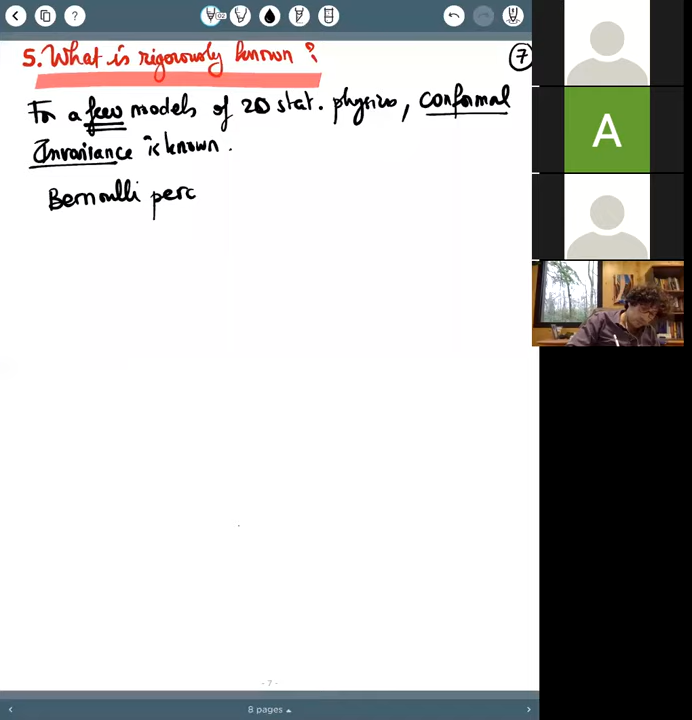 5. What is rigorously known ?
7
For a few models of 2D stat. physics, conformal
Invariance is known.
Bernoulli perc
A
- 7 -
8 pages